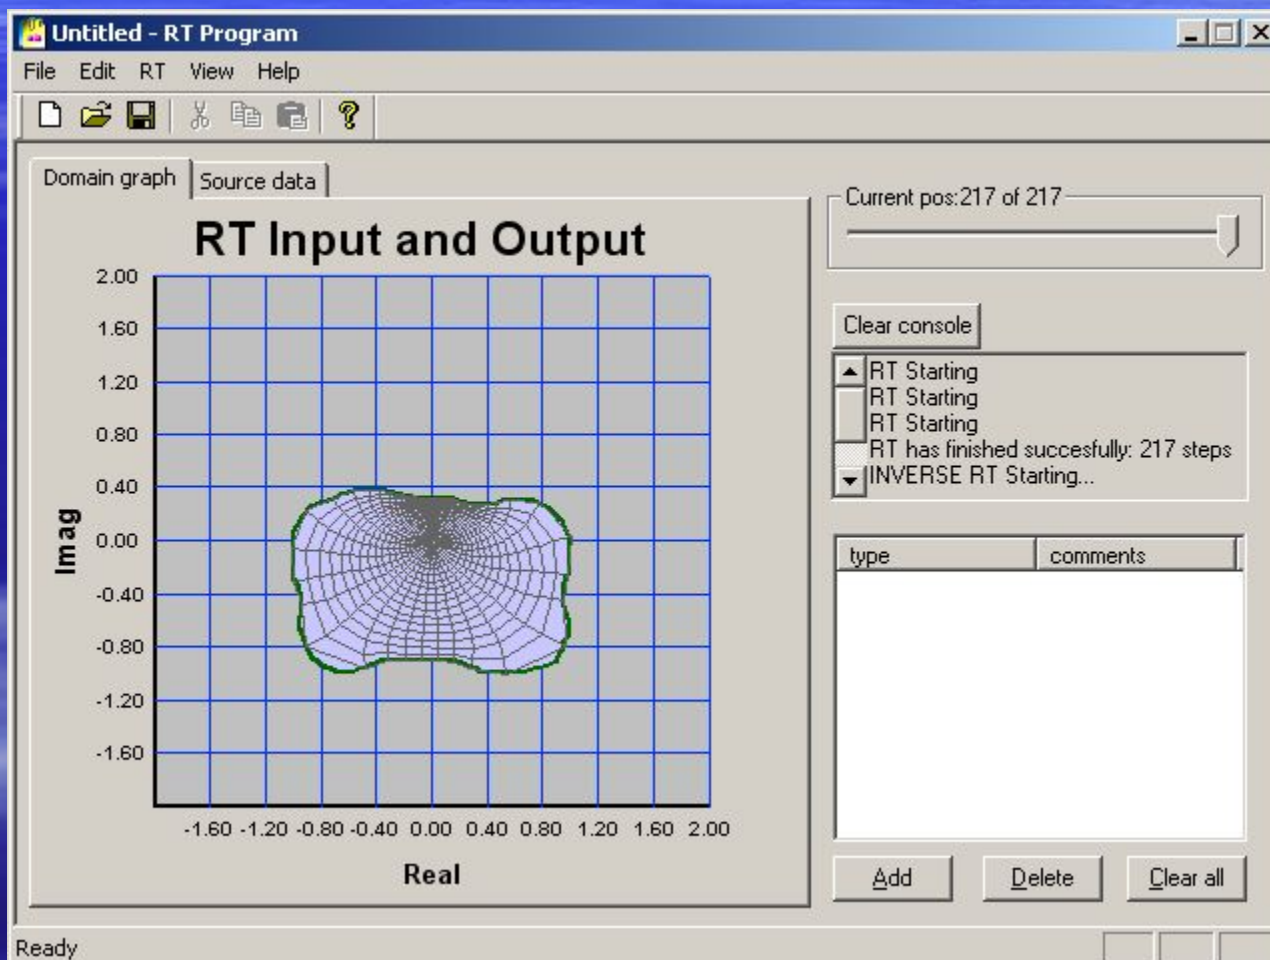 Untitled - RT Program
File Edit RT View Help
Domain graph Source data
RT Input and Output
2.00
1.60
1.20
0.80
0.40
0.00
-0.40
-0.80
-1.20
-1.60
Imag
-1.60 -1.20 -0.80 -0.40 0.00 0.40 0.80 1.20 1.60 2.00
Real
Current pos:217 of 217
Clear console
RT Starting
RT Starting
RT Starting
RT has finished succesfully: 217 steps
INVERSE RT Starting...
type comments
Add Delete Clear all
Ready